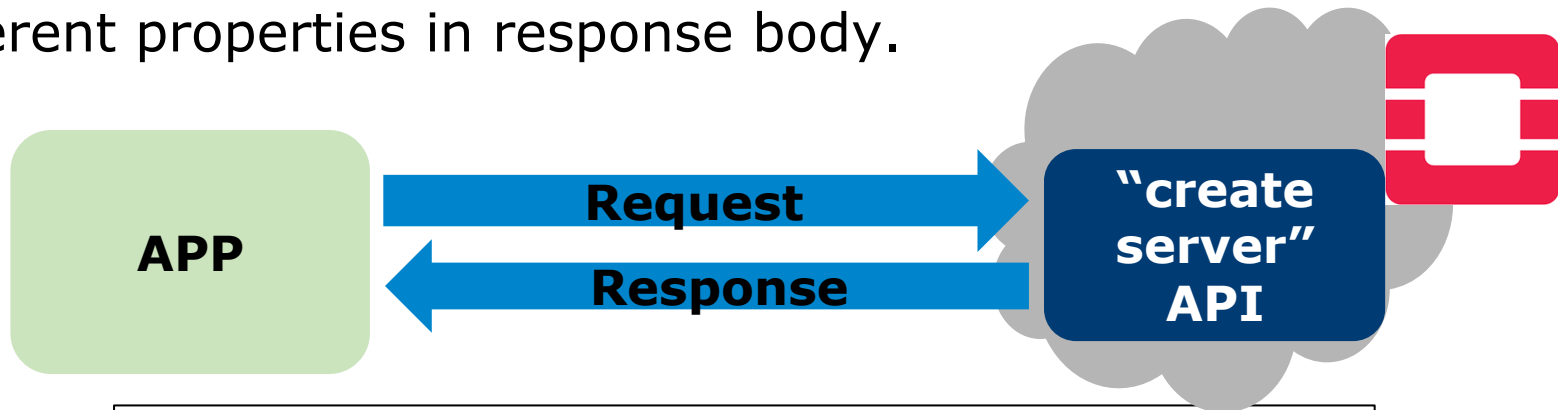 erent properties in response body.
APP
Request
Response
“create
server”
API